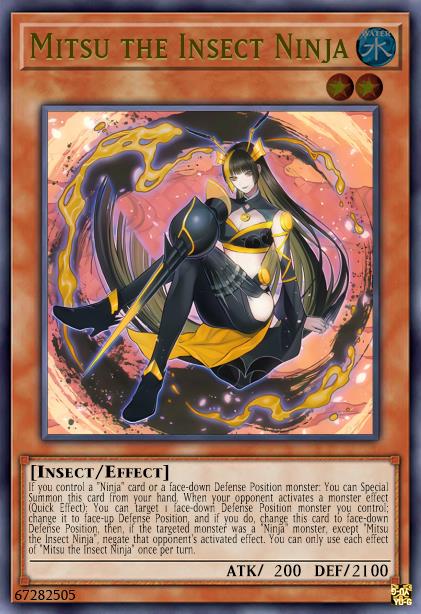 MITSU THE INSECT NINJA
WATER
水
[INSECT/EFFECT]
If you control a "Ninja" card or a face-down Defense Position monster: You can Special
Summon this card from your hand. When your opponent activates a monster effect
(Quick Effect): You can target 1 face-down Defense Position monster you control;
change it to face-up Defense Position, and if you do, change this card to face-down
Defense Position, then, if the targeted monster was a "Ninja" monster, except "Mitsu
the Insect Ninja", negate that opponent's activated effect. You can only use each effect
of "Mitsu the Insect Ninja" once per turn.
ATK/ 200 DEF/2100
67282505